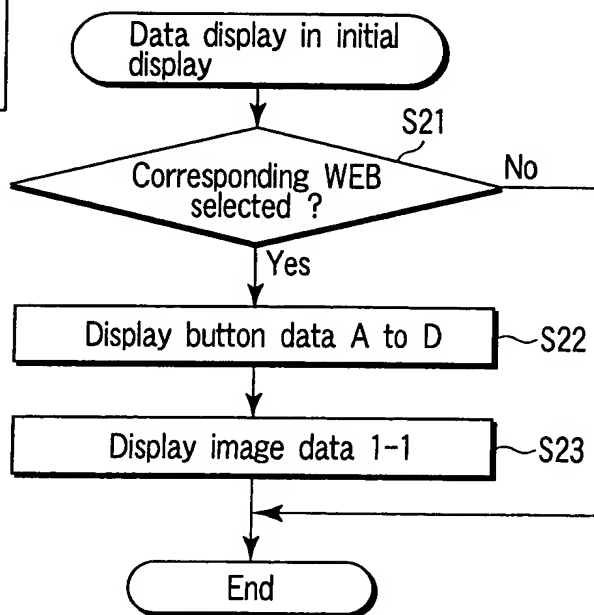 Data display in initial
display
S21
Corresponding WEB
selected ?
No
Yes
Display button data A to D
S22
Display image data 1-1
S23
End